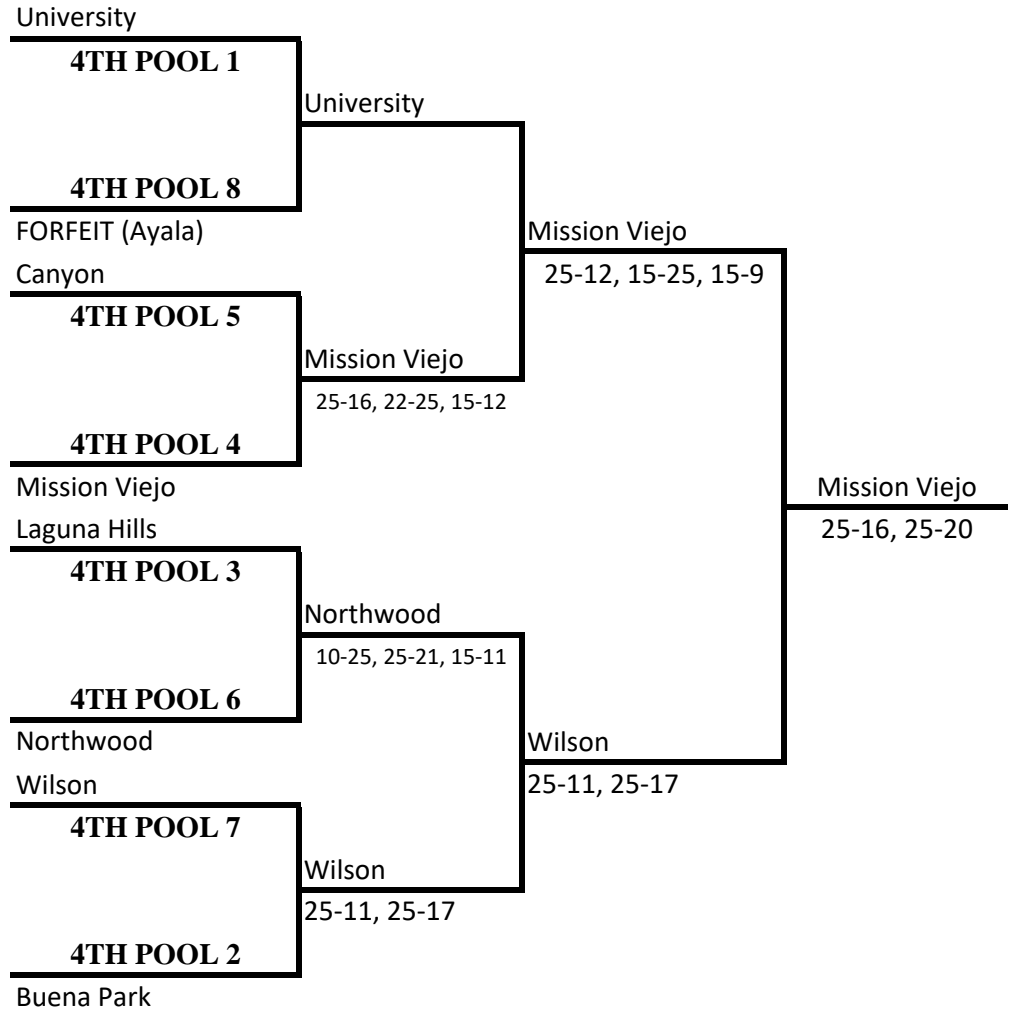 University
4TH POOL 1
University
4TH POOL 8
FORFEIT (Ayala)
Mission Viejo
25-12, 15-25, 15-9
Canyon
4TH POOL 5
Mission Viejo
25-16, 22-25, 15-12
4TH POOL 4
Mission Viejo
Mission Viejo
25-16, 25-20
Laguna Hills
4TH POOL 3
Northwood
10-25, 25-21, 15-11
4TH POOL 6
Northwood
Wilson
25-11, 25-17
Wilson
4TH POOL 7
Wilson
25-11, 25-17
4TH POOL 2
Buena Park